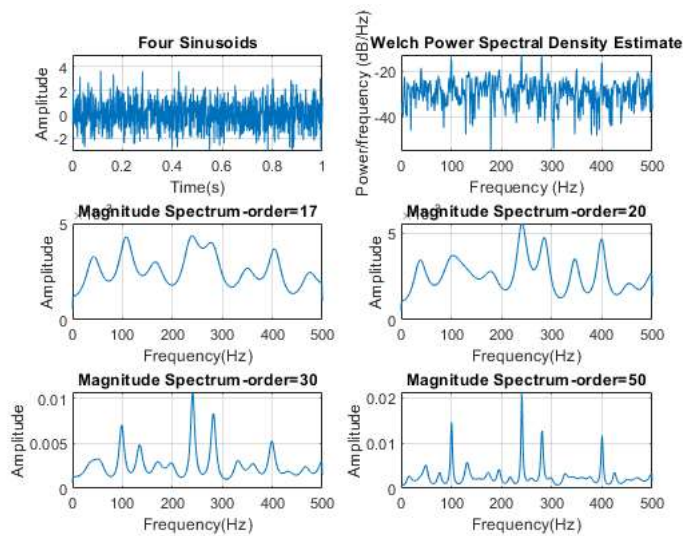 Four Sinusoids
Amplitude
4
2
0
-2
0
0.2
0.4
0.6
0.8
1
Time(s)
Welch Power Spectral Density Estimate
Power/frequency (dB/Hz)
-20
-40
0
100
200
300
400
500
Frequency (Hz)
Magnitude Spectrum-order=17
Amplitude
5
0
0
100
200
300
400
500
Frequency(Hz)
Magnitude Spectrum-order=20
Amplitude
5
0
0
100
200
300
400
500
Frequency(Hz)
Magnitude Spectrum-order=30
Amplitude
0.01
0.005
0
0
100
200
300
400
500
Frequency(Hz)
Magnitude Spectrum-order=50
Amplitude
0.02
0.01
0
0
100
200
300
400
500
Frequency(Hz)